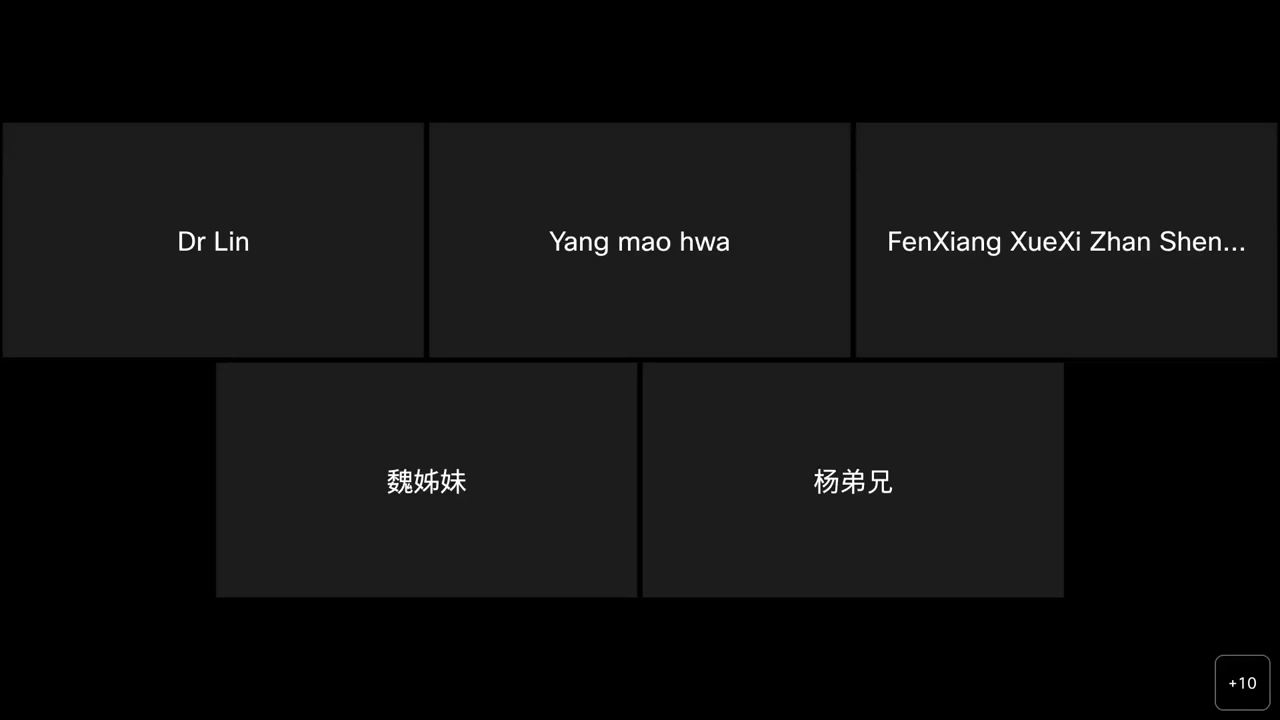 Dr Lin
Yang mao hwa
FenXiang XueXi Zhan Shen...
魏姊妹
杨弟兄
+10